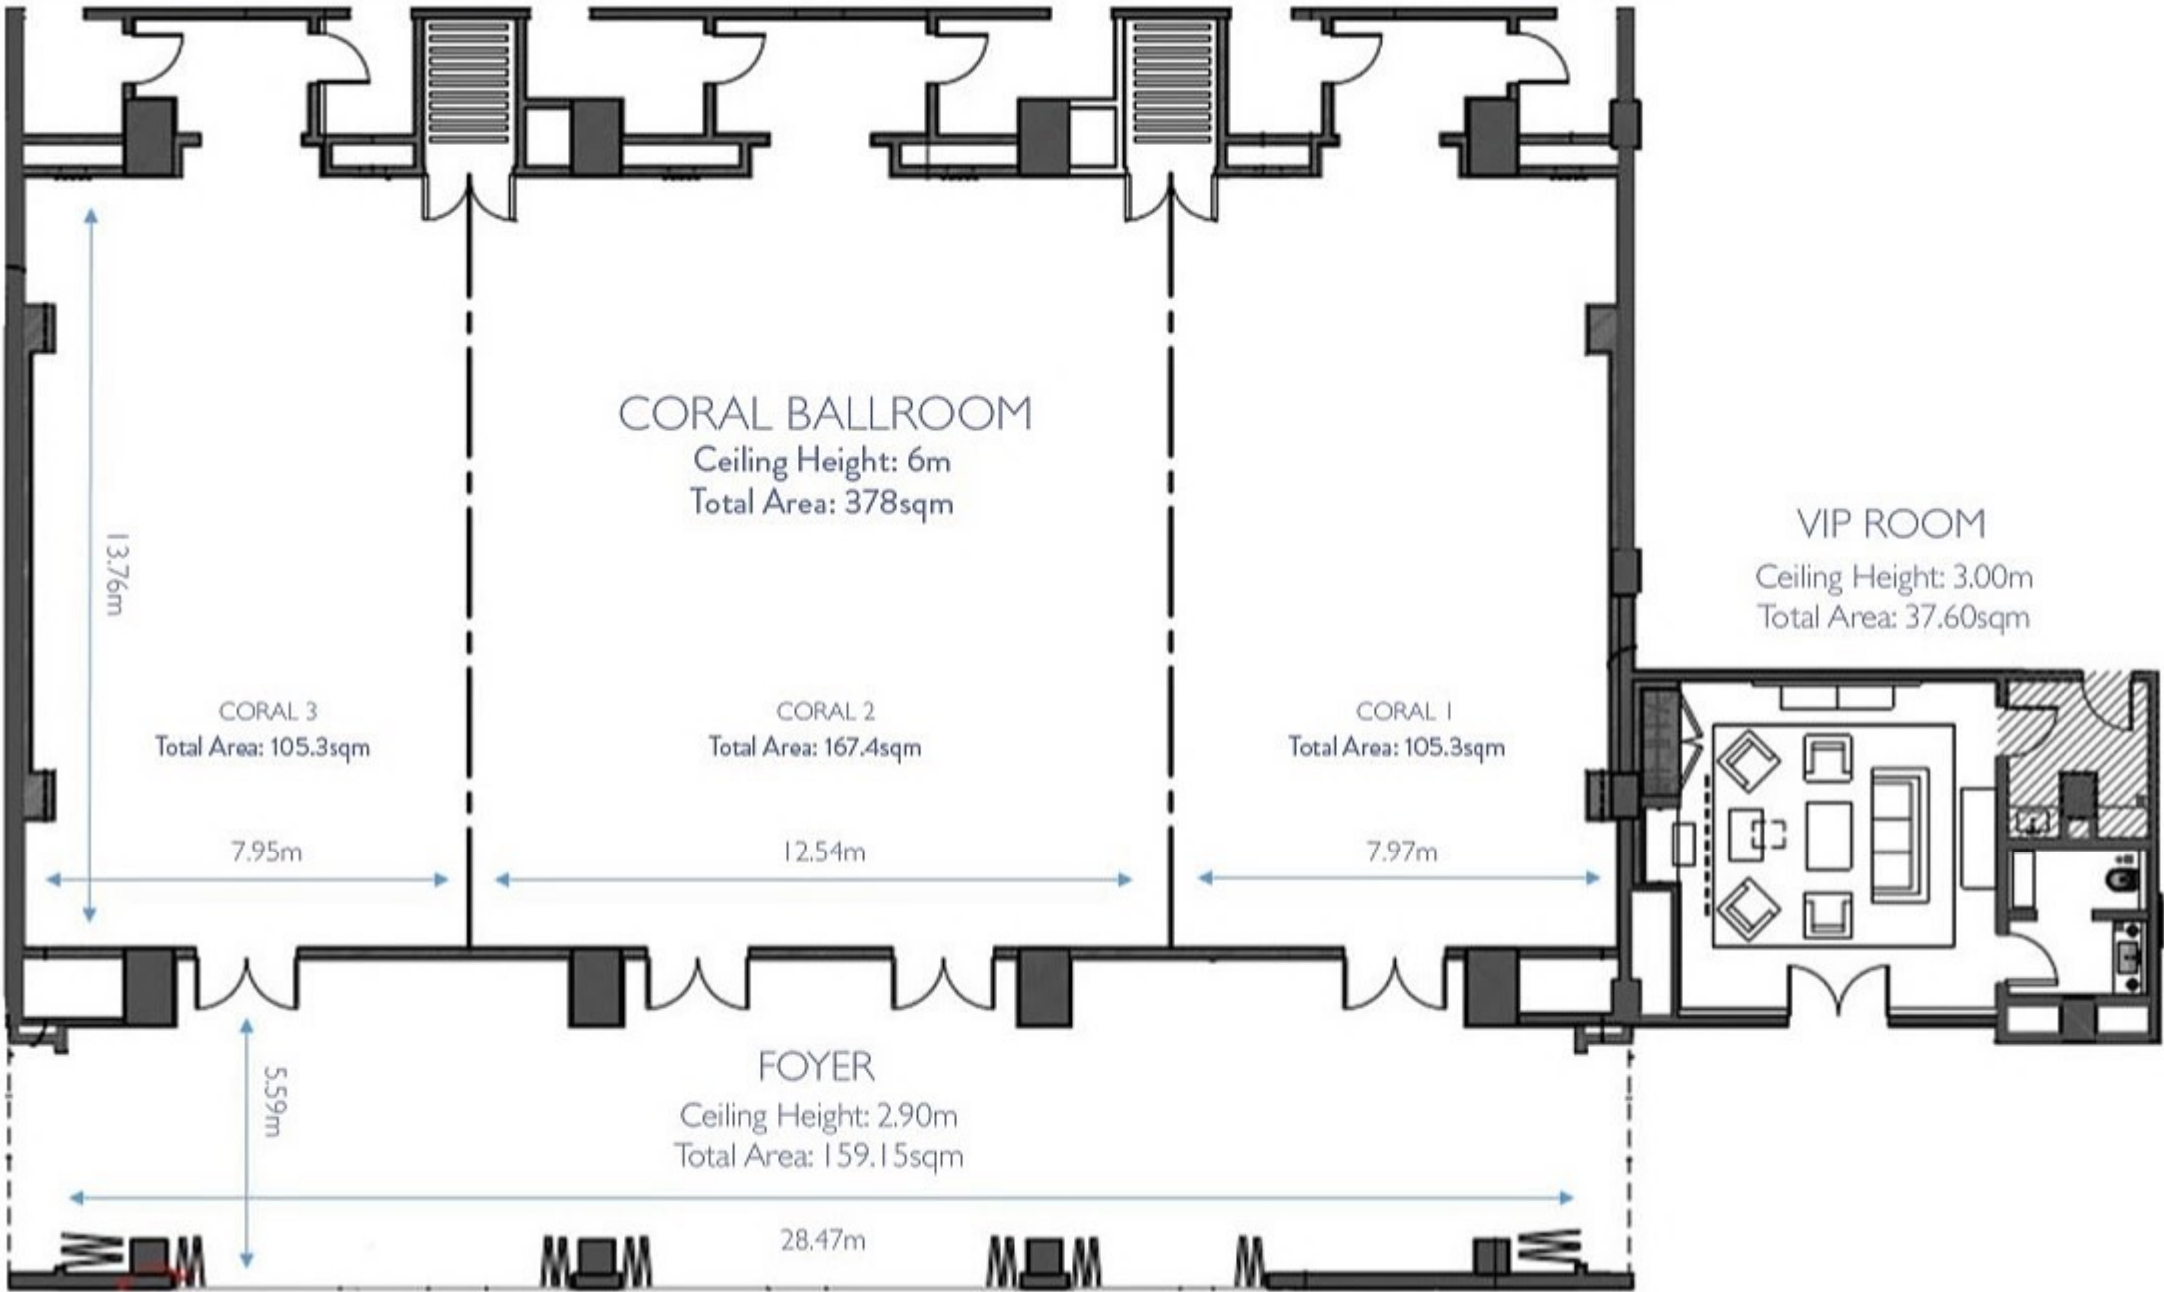 CORAL BALLROOM
Ceiling Height: 6m
Total Area: 378sqm
13.76m
VIP ROOM
Ceiling Height: 3.00m
Total Area: 37.60sqm
CORAL 3
Total Area: 105.3sqm
CORAL 2
Total Area: 167.4sqm
CORAL 1
Total Area: 105.3sqm
7.95m
12.54m
7.97m
FOYER
Ceiling Height: 2.90m
Total Area: 159.15sqm
5.59m
28.47m